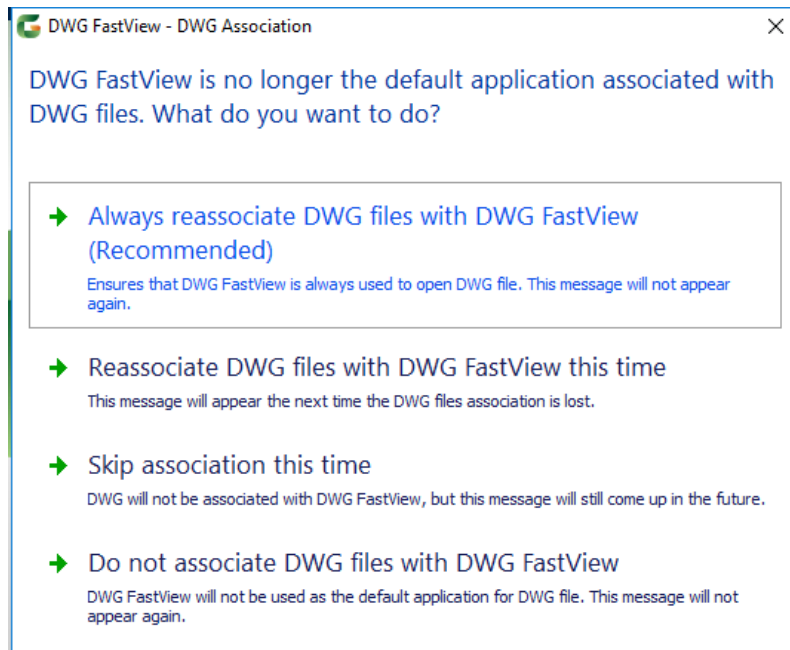 DWG FastView - DWG Association
DWG FastView is no longer the default application associated with
DWG files. What do you want to do?
Always reassociate DWG files with DWG FastView
(Recommended)
Ensures that DWG FastView is always used to open DWG file. This message will not appear
again.
Reassociate DWG files with DWG FastView this time
This message will appear the next time the DWG files association is lost.
Skip association this time
DWG will not be associated with DWG FastView, but this message will still come up in the future.
Do not associate DWG files with DWG FastView
DWG FastView will not be used as the default application for DWG file. This message will not
appear again.